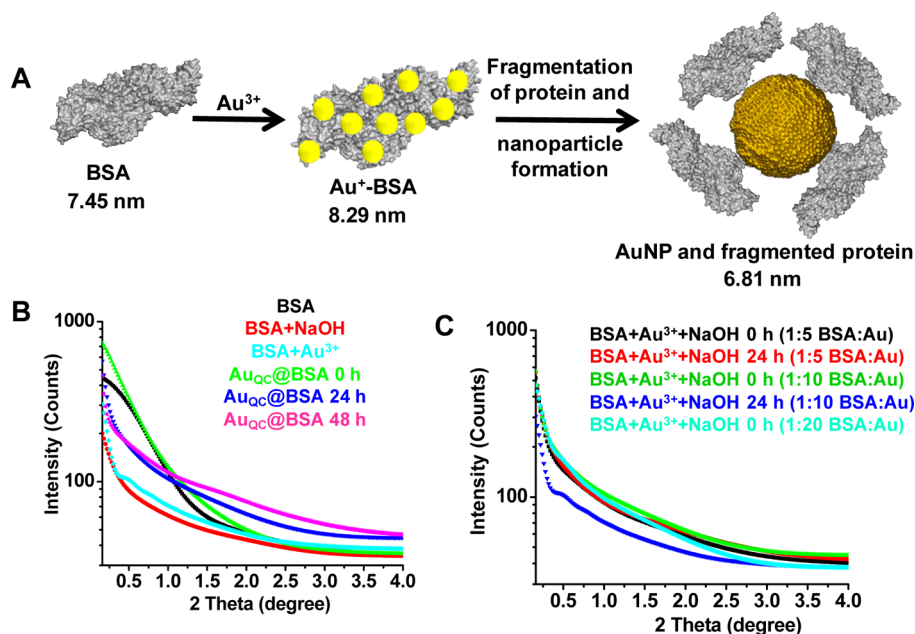 A
Au³⁺
BSA
7.45 nm
Au⁺-BSA
8.29 nm
Fragmentation
of protein and
nanoparticle
formation
AuNP and fragmented protein
6.81 nm
B
BSA
BSA+NaOH
BSA+Au³⁺
Au_QC@BSA 0 h
Au_QC@BSA 24 h
Au_QC@BSA 48 h
1000
100
Intensity (Counts)
0.5 1.0 1.5 2.0 2.5 3.0 3.5 4.0
2 Theta (degree)
C
BSA+Au³⁺+NaOH 0 h (1:5 BSA:Au)
BSA+Au³⁺+NaOH 24 h (1:5 BSA:Au)
BSA+Au³⁺+NaOH 0 h (1:10 BSA:Au)
BSA+Au³⁺+NaOH 24 h (1:10 BSA:Au)
BSA+Au³⁺+NaOH 0 h (1:20 BSA:Au)
1000
100
Intensity (Counts)
0.5 1.0 1.5 2.0 2.5 3.0 3.5 4.0
2 Theta (degree)